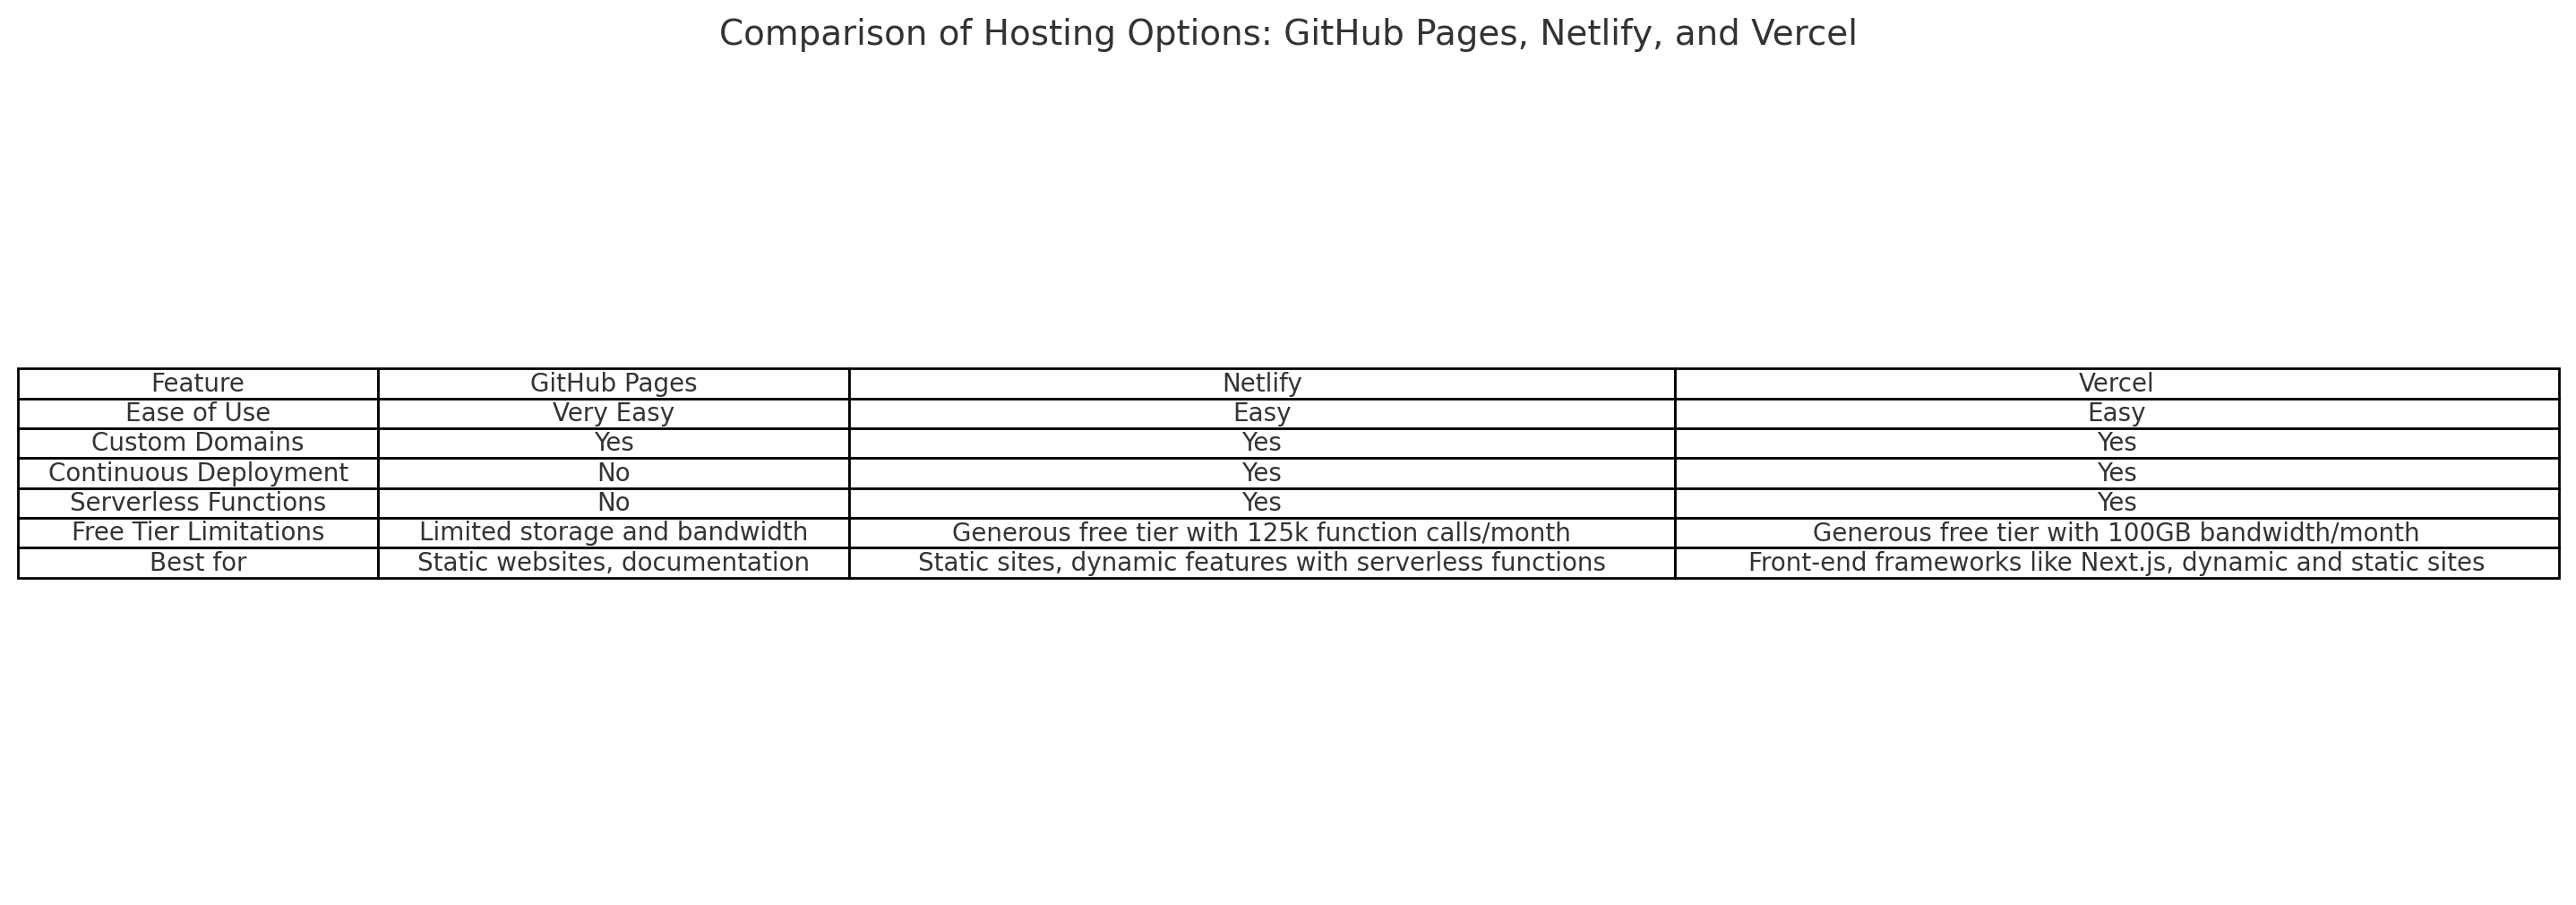 Comparison of Hosting Options: GitHub Pages, Netlify, and Vercel
Feature GitHub Pages Netlify Vercel
Ease of Use Very Easy Easy Easy
Custom Domains Yes Yes Yes
Continuous Deployment No Yes Yes
Serverless Functions No Yes Yes
Free Tier Limitations Limited storage and bandwidth Generous free tier with 125k function calls/month Generous free tier with 100GB bandwidth/month
Best for Static websites, documentation Static sites, dynamic features with serverless functions Front-end frameworks like Next.js, dynamic and static sites